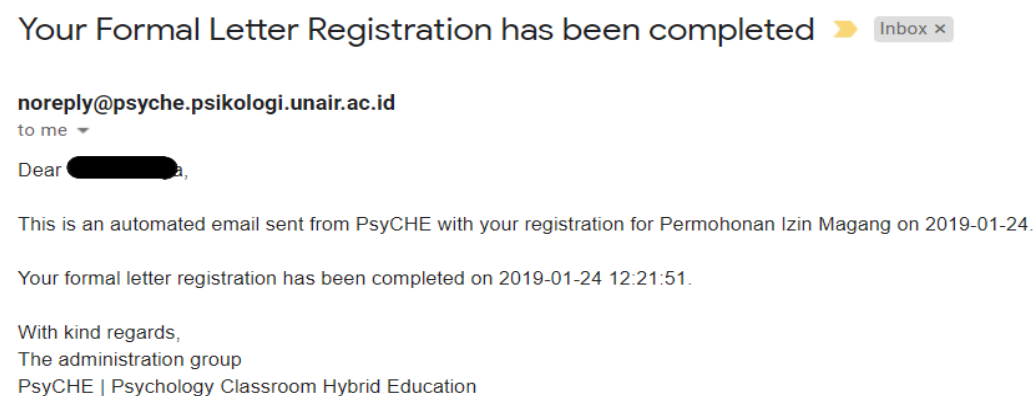 Your Formal Letter Registration has been completed Inbox ×
noreply@psyche.psikologi.unair.ac.id
to me
Dear a,
This is an automated email sent from PsyCHE with your registration for Permohonan Izin Magang on 2019-01-24.
Your formal letter registration has been completed on 2019-01-24 12:21:51.
With kind regards,
The administration group
PsyCHE | Psychology Classroom Hybrid Education